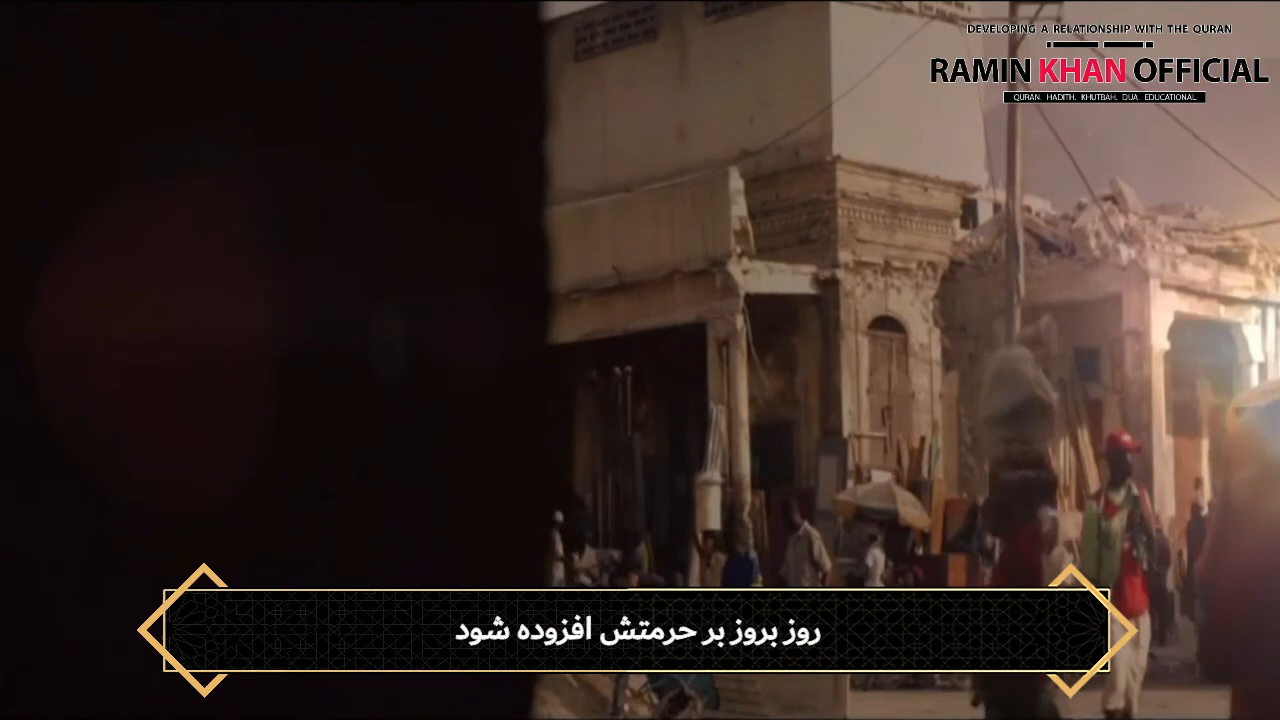 DEVELOPING A RELATIONSHIP WITH THE QURAN
RAMIN KHAN OFFICIAL
QURAN. HADITH. KHUTBAH. DUA. EDUCATIONAL.
روز بروز بر حرمتش افزوده شود